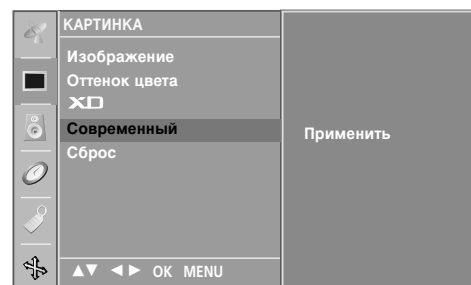 КАРТИНКА
Изображение
Оттенок цвета
XD
Современный
Применить
Сброс
▲▼ ◄► OK MENU